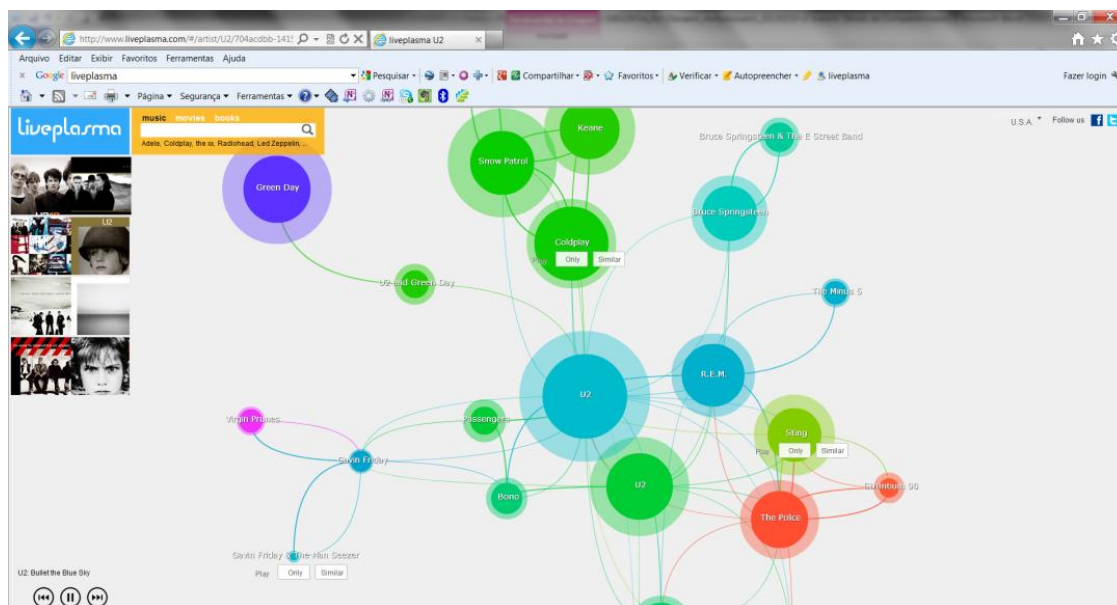 http://www.liveplasma.com/#/artist/U2/704acdbb-141
liveplasma U2
Arquivo Editar Exibir Favoritos Ferramentas Ajuda
Google liveplasma Pesquisar Compartilhar Favoritos Verificar Autopreencher liveplasma Fazer login
Página Segurança Ferramentas
liveplasma
music movies books
U.S.A. Follow us
Adele, Coldplay, the xx, Radiohead, Led Zeppelin, ...
Keane
Bruce Springsteen & The E Street Band
Snow Patrol
Green Day
Bruce Springsteen
U2
Coldplay
Play Only Similar
U2 and Green Day
The Minus 5
R.E.M.
U2
Virgin Prunes
Passengers
Sting
Play Only Similar
Gavin Friday
U2
Bono
The Police
Gavin Friday & The Man Seezer
Play Only Similar
U2: Bullet the Blue Sky